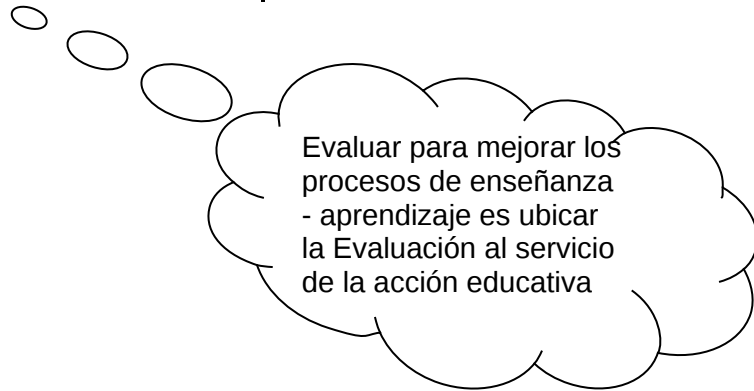 Evaluar para mejorar los
procesos de enseñanza
- aprendizaje es ubicar
la Evaluación al servicio
de la acción educativa